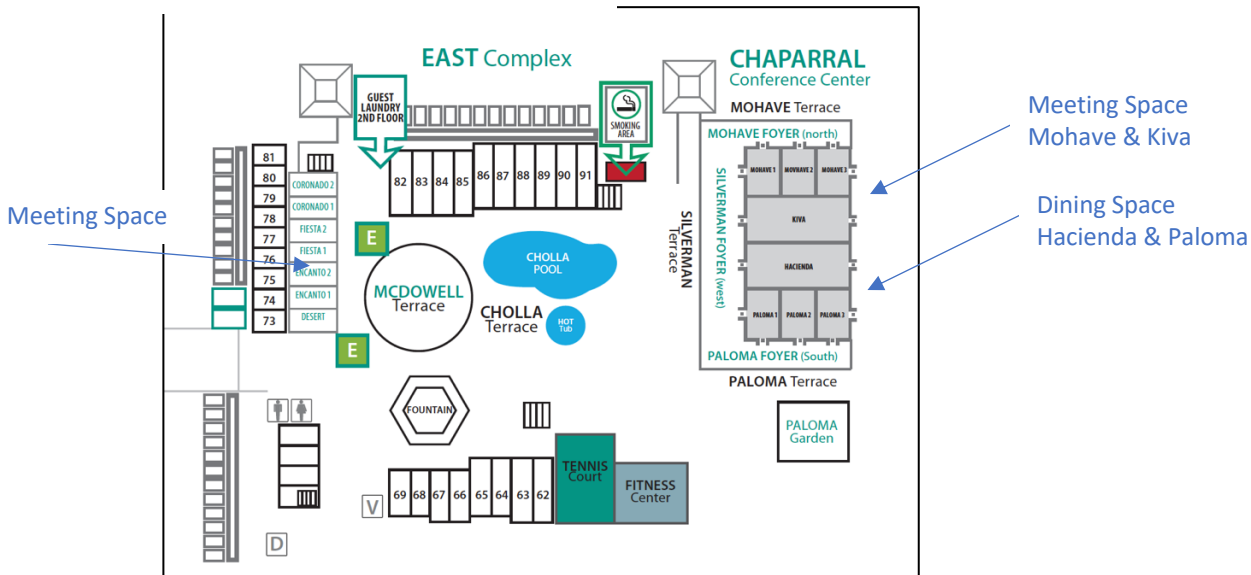 EAST Complex
CHAPARRAL
Conference Center
GUEST
LAUNDRY
2ND FLOOR
SMOKING
AREA
MOHAVE Terrace
Meeting Space
Mohave & Kiva
MOHAVE FOYER (north)
81
80
79
78
77
76
75
74
73
CORONADO 2
CORONADO 1
FIESTA 2
FIESTA 1
ENCANTO 2
ENCANTO 1
DESERT
82 83 84 85 86 87 88 89 90 91
MOHAVE 1 MOVHAVE 2 MOHAVE 3
Meeting Space
SILVERMAN
Terrace
SILVERMAN FOYER (west)
KIVA
Dining Space
Hacienda & Paloma
E
CHOLLA
POOL
HACIENDA
MCDOWELL
Terrace
CHOLLA
Terrace
HOT
Tub
PALOMA 1 PALOMA 2 PALOMA 3
E
PALOMA FOYER (South)
PALOMA Terrace
FOUNTAIN
PALOMA
Garden
TENNIS
Court
FITNESS
Center
V
69 68 67 66 65 64 63 62
D